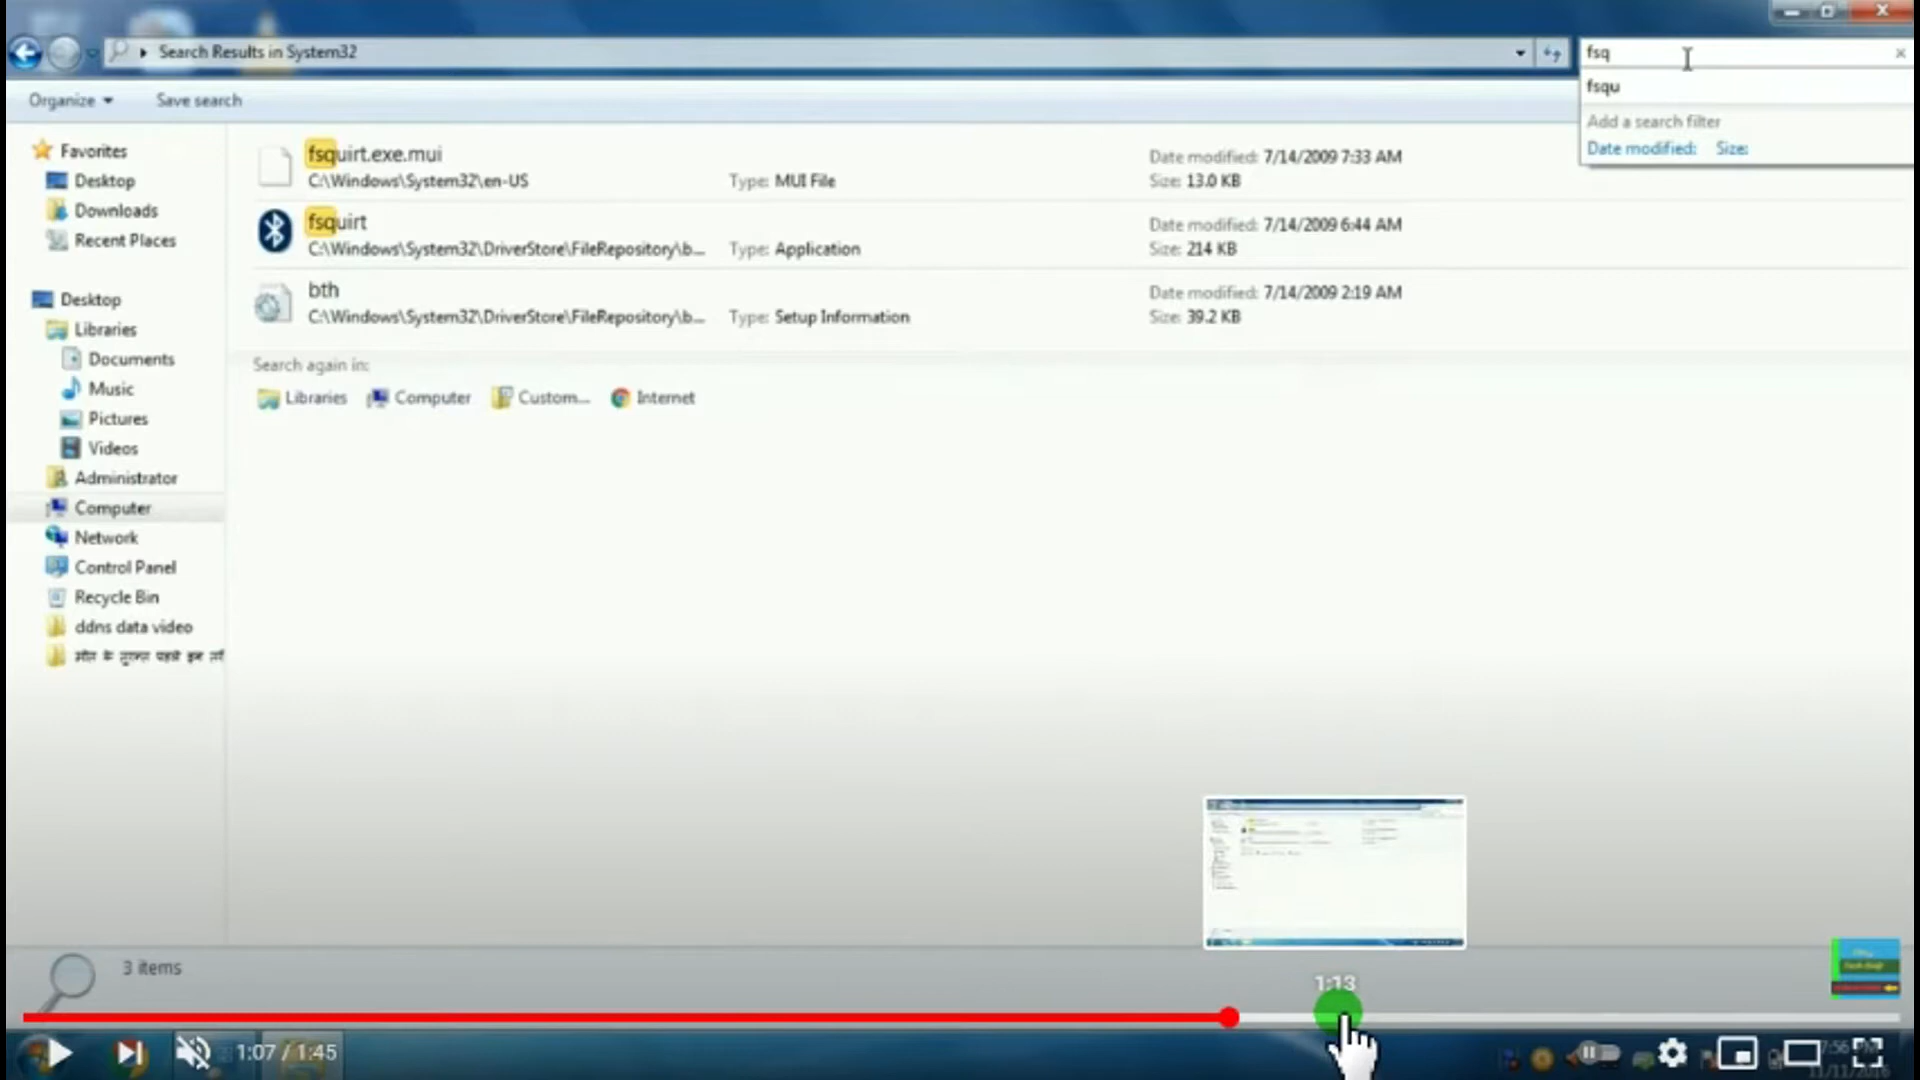 Search Results in System32
fsq
fsqu
Organize
Save search
Add a search filter
Date modified: Size:
Favorites
Desktop
Downloads
Recent Places
Desktop
Libraries
Documents
Music
Pictures
Videos
Administrator
Computer
Network
Control Panel
Recycle Bin
ddns data video
fsquirt.exe.mui
C:\Windows\System32\en-US
Type: MUI File
Date modified: 7/14/2009 7:33 AM
Size: 13.0 KB
fsquirt
C:\Windows\System32\DriverStore\FileRepository\b...
Type: Application
Date modified: 7/14/2009 6:44 AM
Size: 214 KB
bth
C:\Windows\System32\DriverStore\FileRepository\b...
Type: Setup Information
Date modified: 7/14/2009 2:19 AM
Size: 39.2 KB
Search again in:
Libraries Computer Custom... Internet
3 items
1:13
1:07 / 1:45